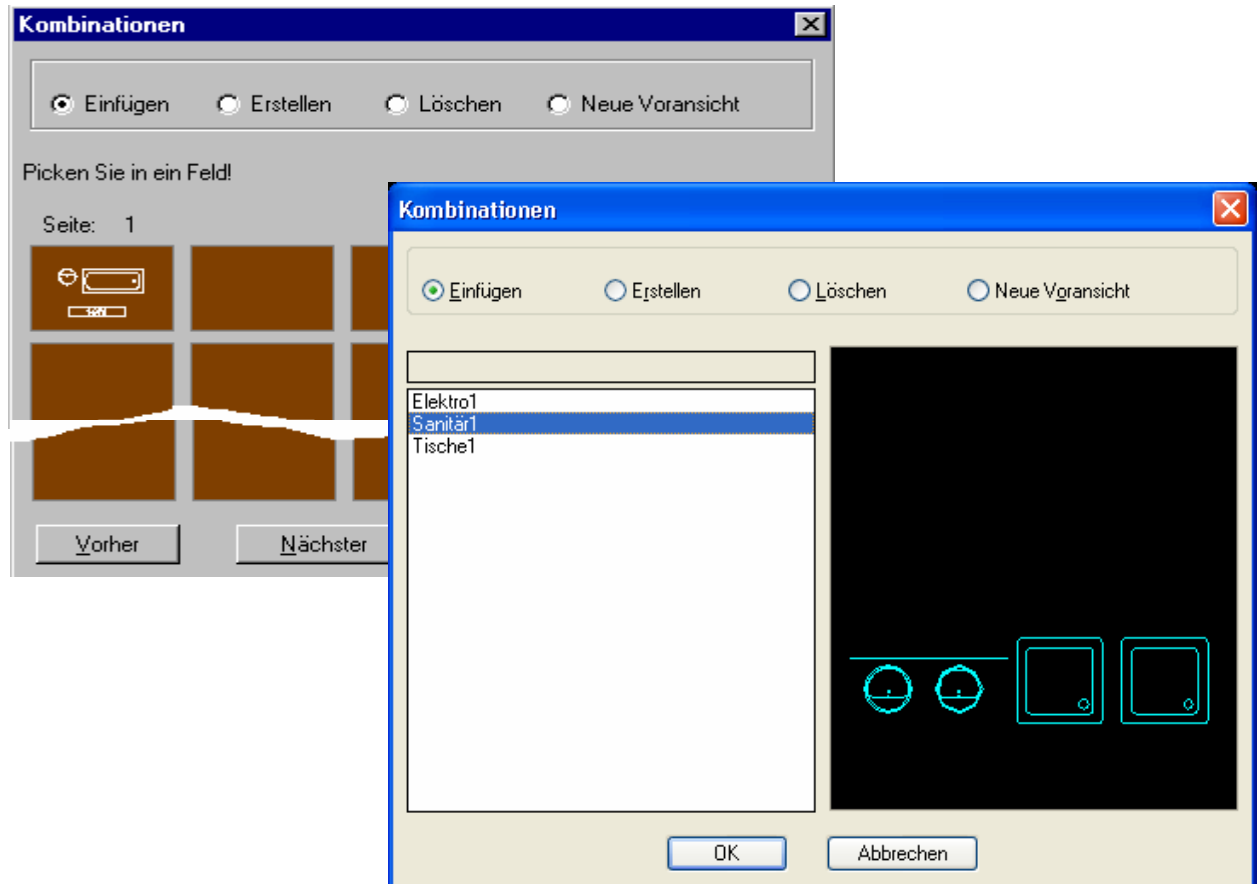 Kombinationen
Einfügen Erstellen Löschen Neue Voransicht
Picken Sie in ein Feld!
Seite: 1
Vorher Nächster
Kombinationen
Einfügen Erstellen Löschen Neue Voransicht
Elektro1
Sanitär1
Tische1
OK Abbrechen